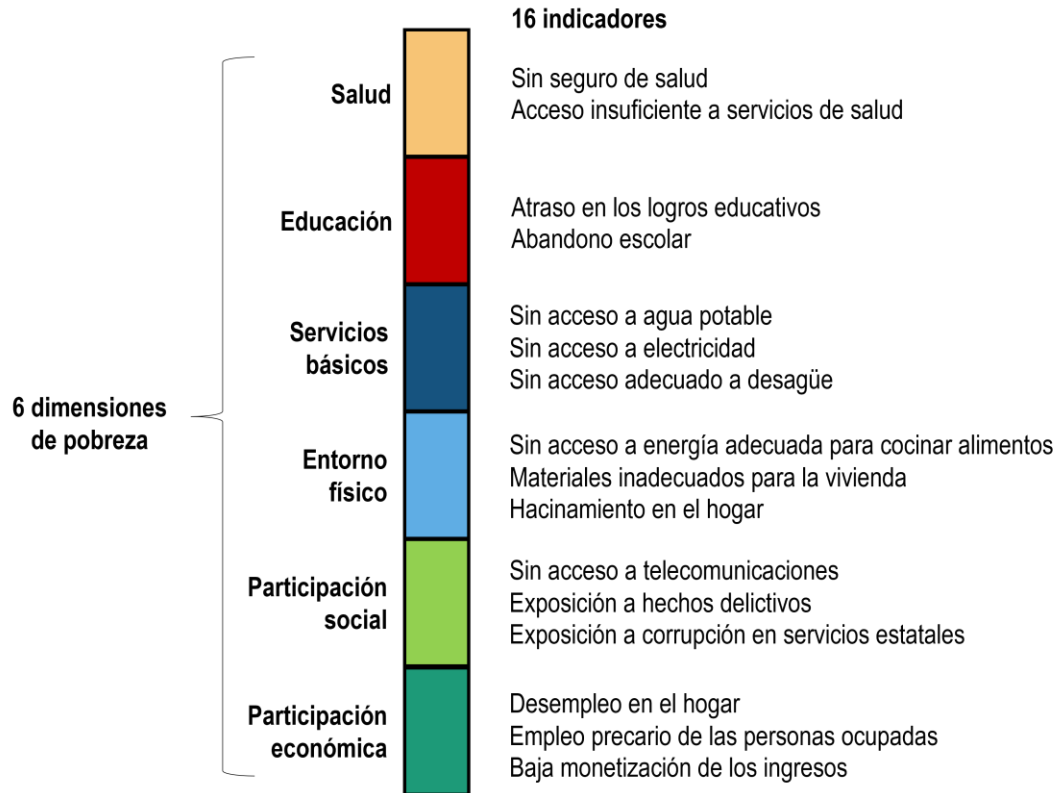 16 indicadores
Salud
Sin seguro de salud
Acceso insuficiente a servicios de salud
Educación
Atraso en los logros educativos
Abandono escolar
Servicios
básicos
Sin acceso a agua potable
Sin acceso a electricidad
Sin acceso adecuado a desagüe
6 dimensiones
de pobreza
Entorno
físico
Sin acceso a energía adecuada para cocinar alimentos
Materiales inadecuados para la vivienda
Hacinamiento en el hogar
Participación
social
Sin acceso a telecomunicaciones
Exposición a hechos delictivos
Exposición a corrupción en servicios estatales
Participación
económica
Desempleo en el hogar
Empleo precario de las personas ocupadas
Baja monetización de los ingresos